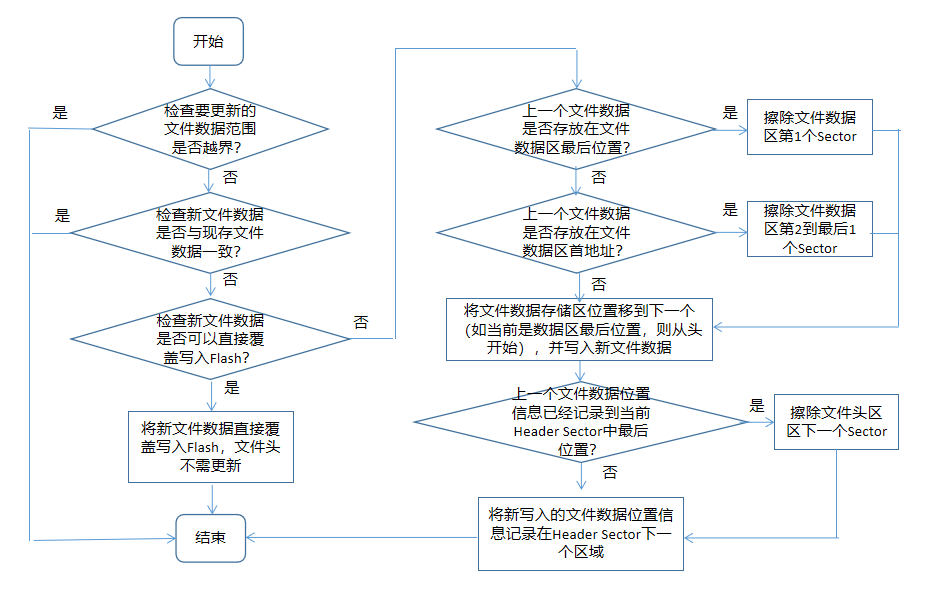 开始
检查要更新的
文件数据范围
是否越界？
是
否
检查新文件数据
是否与现存文件
数据一致？
是
否
检查新文件数据
是否可以直接覆
盖写入Flash？
否
是
将新文件数据直接覆
盖写入Flash，文件头
不需更新
结束
上一个文件数据
是否存放在文件
数据区最后位置？
是
擦除文件数据
区第1个Sector
否
上一个文件数据
是否存放在文件
数据区首地址？
是
擦除文件数据
区第2到最后1
个Sector
否
将文件数据存储区位置移到下一个
（如当前是数据区最后位置，则从头
开始），并写入新文件数据
上一个文件数据位置
信息已经记录到当前
Header Sector中最后
位置？
是
擦除文件头区
区下一个Sector
否
将新写入的文件数据位置信
息记录在Header Sector下一
个区域